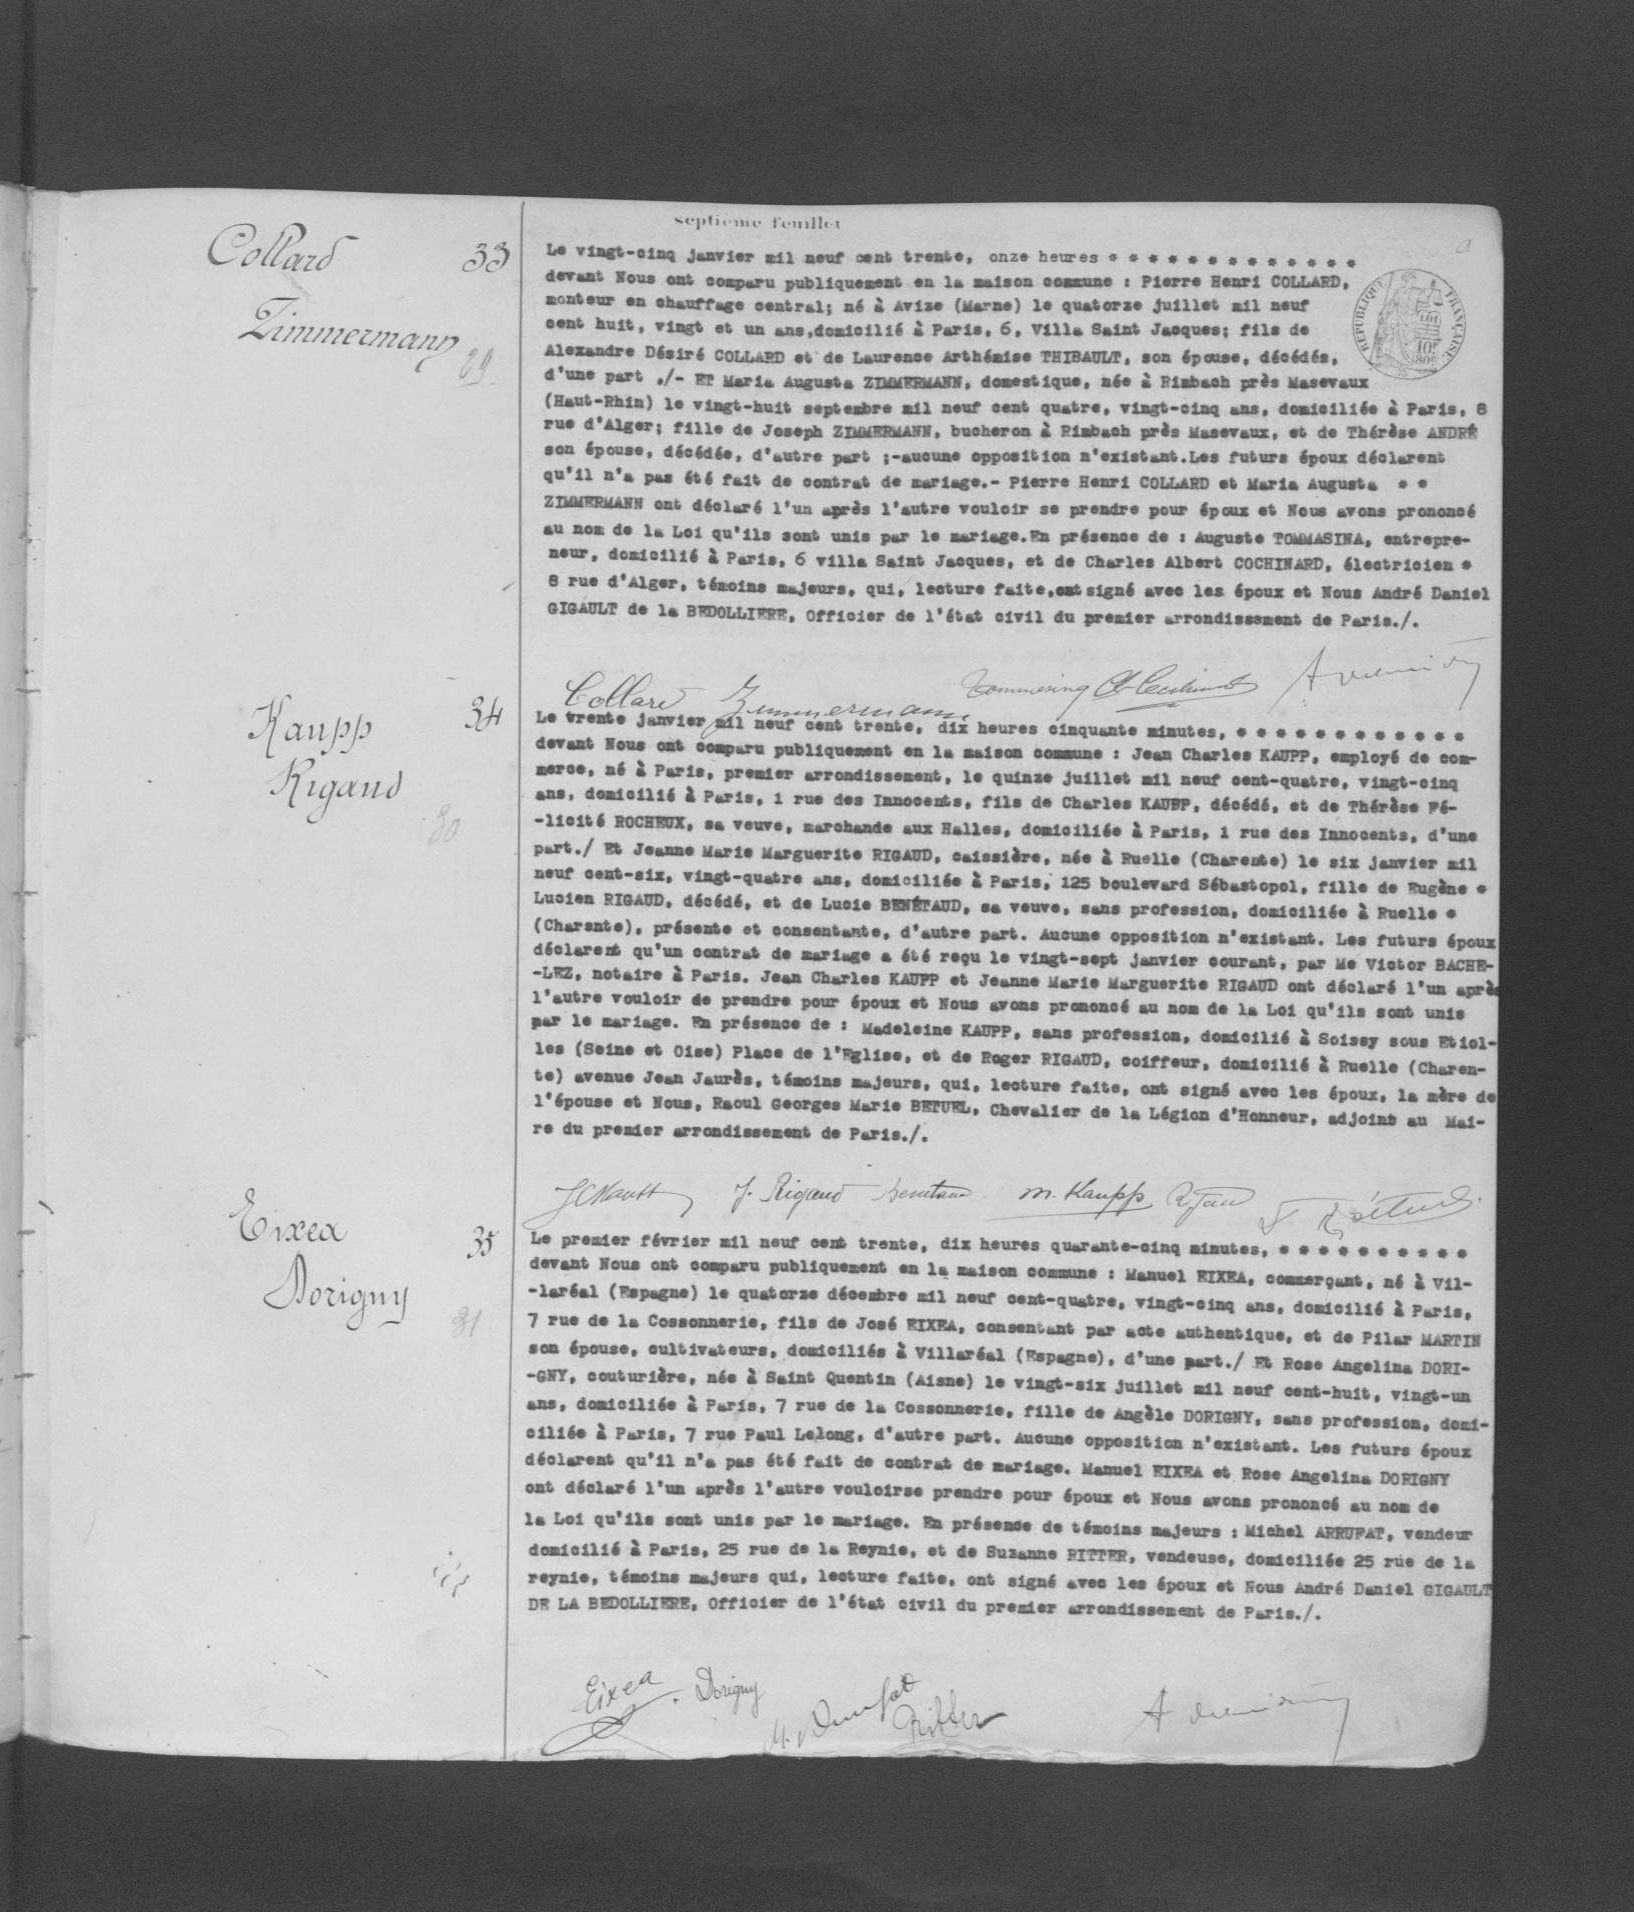 Septième feuillet
Collard
33
Zimmermann
29
Le vingt-cinq janvier mil neuf cent trente, onze heures * * * * * * * * * * * * *
devant Nous ont comparu publiquement en la maison commune : Pierre Henri COLLARD,
monteur en chauffage central; né à Avize (Marne) le quatorze juillet mil neuf
cent huit, vingt et un ans,domicilié à Paris, 6, Villa Saint Jacques; fils de
Alexandre Désiré COLLARD et de Laurence Arthémise THIBAULT, son épouse, décédés,
d'une part ./- ET Maria Augusta ZIMMERMANN, domestique, née à Rimbach près Masevaux
(Haut-Rhin) le vingt-huit septembre mil neuf cent quatre, vingt-cinq ans, domiciliée à Paris, 8
rue d'Alger; fille de Joseph ZIMMERMANN, bucheron à Rimbach près Masevaux, et de Thérèse ANDRÉ
son épouse, décédée, d'autre part ;-aucune opposition n'existant.Les futurs époux déclarent
qu'il n'a pas été fait de contrat de mariage.- Pierre Henri COLLARD et Maria Augusta * *
ZIMMERMANN ont déclaré l'un après l'autre vouloir se prendre pour époux et Nous avons prononcé
au nom de la Loi qu'ils sont unis par le mariage.En présence de : Auguste TOMMASINA, entrepre-
neur, domicilié à Paris, 6 villa Saint Jacques, et de Charles Albert COCHINARD, électricien *
8 rue d'Alger, témoins majeurs, qui, lecture faite,ont signé avec les époux et Nous André Daniel
GIGAULT de la BEDOLLIERE, Officier de l'état civil du premier arrondissement de Paris./.
RÉPUBLIQUE FRANÇAISE
Collard Zimmermann
Kaupp
34
Rigaud
30
Le trente janvier mil neuf cent trente, dix heures cinquante minutes, * * * * * * * * * * * *
devant Nous ont comparu publiquement en la maison commune : Jean Charles KAUPP, employé de com-
merce, né à Paris, premier arrondissement, le quinze juillet mil neuf cent-quatre, vingt-cinq
ans, domicilié à Paris, 1 rue des Innocents, fils de Charles KAUPP, décédé, et de Thérèse Fé-
-licité ROCHEUX, sa veuve, marchande aux Halles, domiciliée à Paris, 1 rue des Innocents, d'une
part./ Et Jeanne Marie Marguerite RIGAUD, caissière, née à Ruelle (Charente) le six janvier mil
neuf cent-six, vingt-quatre ans, domiciliée à Paris, 125 boulevard Sébastopol, fille de Eugène *
Lucien RIGAUD, décédé, et de Lucie BENÉTAUD, sa veuve, sans profession, domiciliée à Ruelle *
(Charente), présente et consentante, d'autre part. Aucune opposition n'existant. Les futurs époux
déclarent qu'un contrat de mariage a été reçu le vingt-sept janvier courant, par Me Victor BACHE-
-LEZ, notaire à Paris. Jean Charles KAUPP et Jeanne Marie Marguerite RIGAUD ont déclaré l'un après
l'autre vouloir de prendre pour époux et Nous avons prononcé au nom de la Loi qu'ils sont unis
par le mariage. En présence de : Madeleine KAUPP, sans profession, domicilié à Soissy sous Etiol-
les (Seine et Oise) Place de l'Eglise, et de Roger RIGAUD, coiffeur, domicilié à Ruelle (Charen-
te) avenue Jean Jaurès, témoins majeurs, qui, lecture faite, ont signé avec les époux, la mère de
l'épouse et Nous, Raoul Georges Marie BETUEL, Chevalier de la Légion d'Honneur, adjoint au Mai-
re du premier arrondissement de Paris./.
J. Rigaud m. Kaupp
Eixea
35
Dorigny
31
Le premier février mil neuf cent trente, dix heures quarante-cinq minutes, * * * * * * * * * *
devant Nous ont comparu publiquement en la maison commune : Manuel EIXEA, commerçant, né à Vil-
-laréal (Espagne) le quatorze décembre mil neuf cent-quatre, vingt-cinq ans, domicilié à Paris,
7 rue de la Cossonnerie, fils de José EIXEA, consentant par acte authentique, et de Pilar MARTIN
son épouse, cultivateurs, domiciliés à Villaréal (Espagne), d'une part./ Et Rose Angelina DORI-
-GNY, couturière, née à Saint Quentin (Aisne) le vingt-six juillet mil neuf cent-huit, vingt-un
ans, domiciliée à Paris, 7 rue de la Cossonnerie, fille de Angèle DORIGNY, sans profession, domi-
ciliée à Paris, 7 rue Paul Lelong, d'autre part. Aucune opposition n'existant. Les futurs époux
déclarent qu'il n'a pas été fait de contrat de mariage. Manuel EIXEA et Rose Angelina DORIGNY
ont déclaré l'un après l'autre vouloirse prendre pour époux et Nous avons prononcé au nom de
la Loi qu'ils sont unis par le mariage. En présence de témoins majeurs : Michel ARRUFAT, vendeur
domicilié à Paris, 25 rue de la Reynie, et de Suzanne RITTER, vendeuse, domiciliée 25 rue de la
reynie, témoins majeurs qui, lecture faite, ont signé avec les époux et Nous André Daniel GIGAULT
DE LA BEDOLLIERE, Officier de l'état civil du premier arrondissement de Paris./.
Eixea Dorigny
Ritter